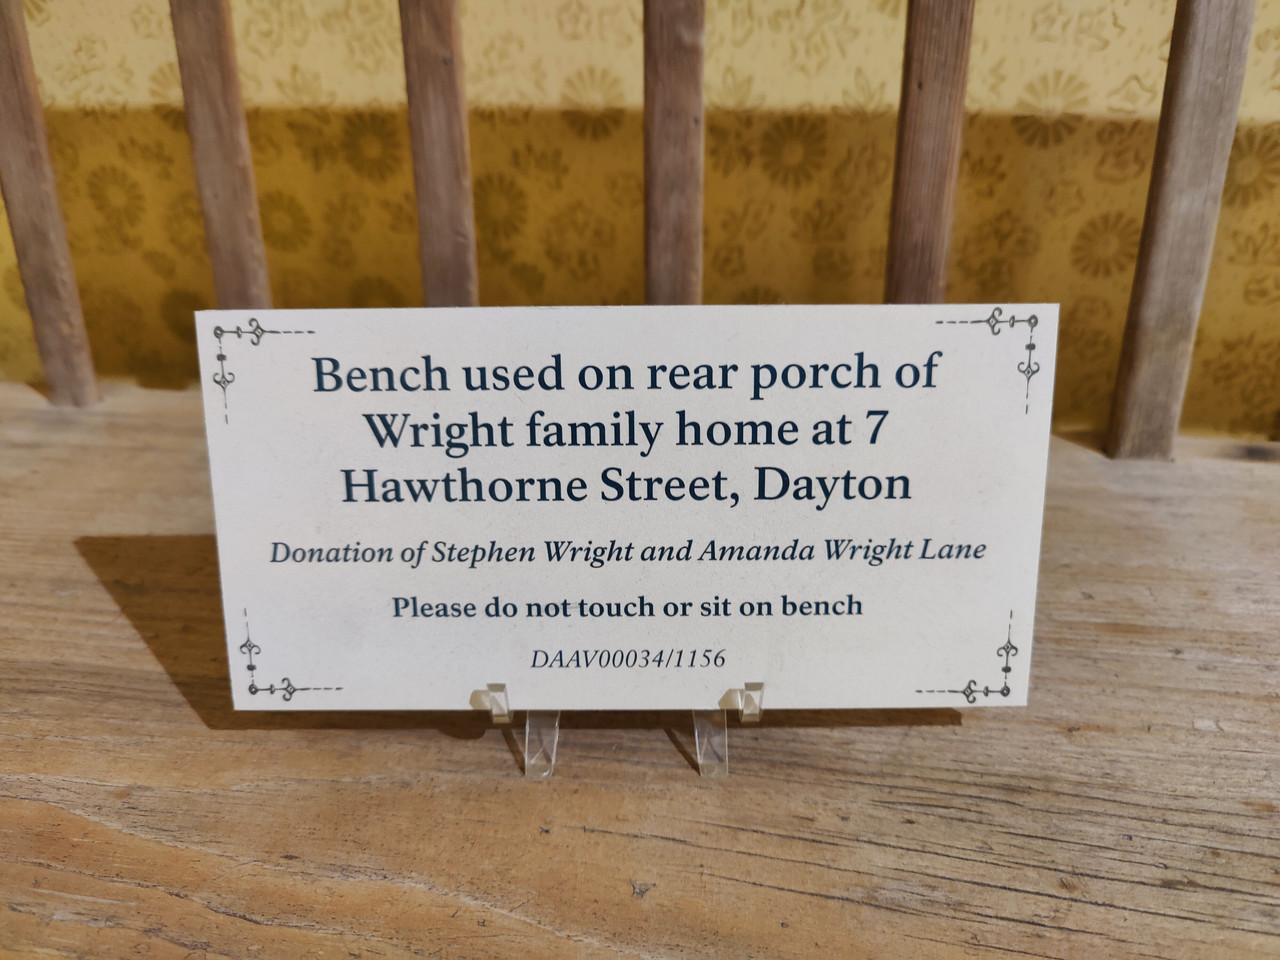 Bench used on rear porch of
Wright family home at 7
Hawthorne Street, Dayton
Donation of Stephen Wright and Amanda Wright Lane
Please do not touch or sit on bench
DAAV00034/1156